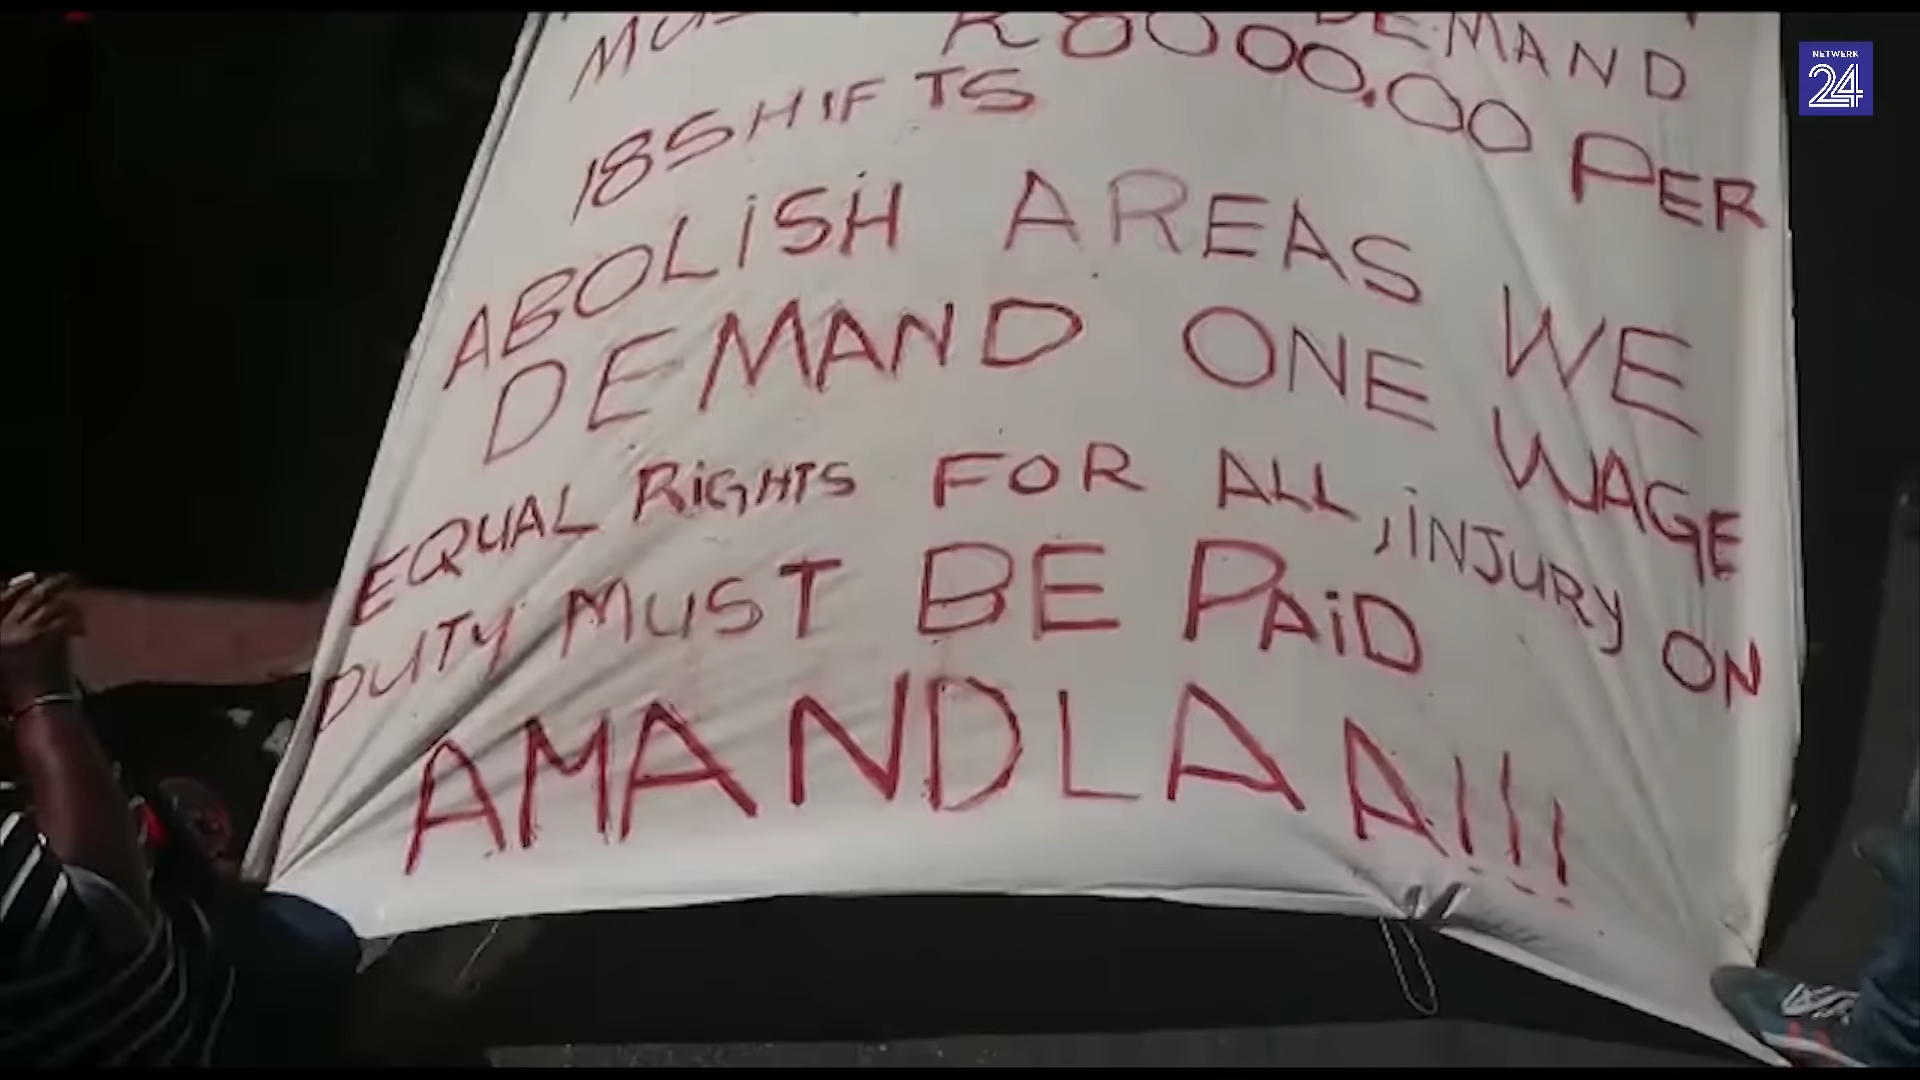 DEMAND
R8000.00 PER
18SHIFTS
ABOLiSH AREAS WE
DEMAND ONE WAGE
EQUAL RiGHTS FOR ALL, iNJURY ON
DUTY MUST BE PAiD
AMANDLAA!!!
NETWERK
24